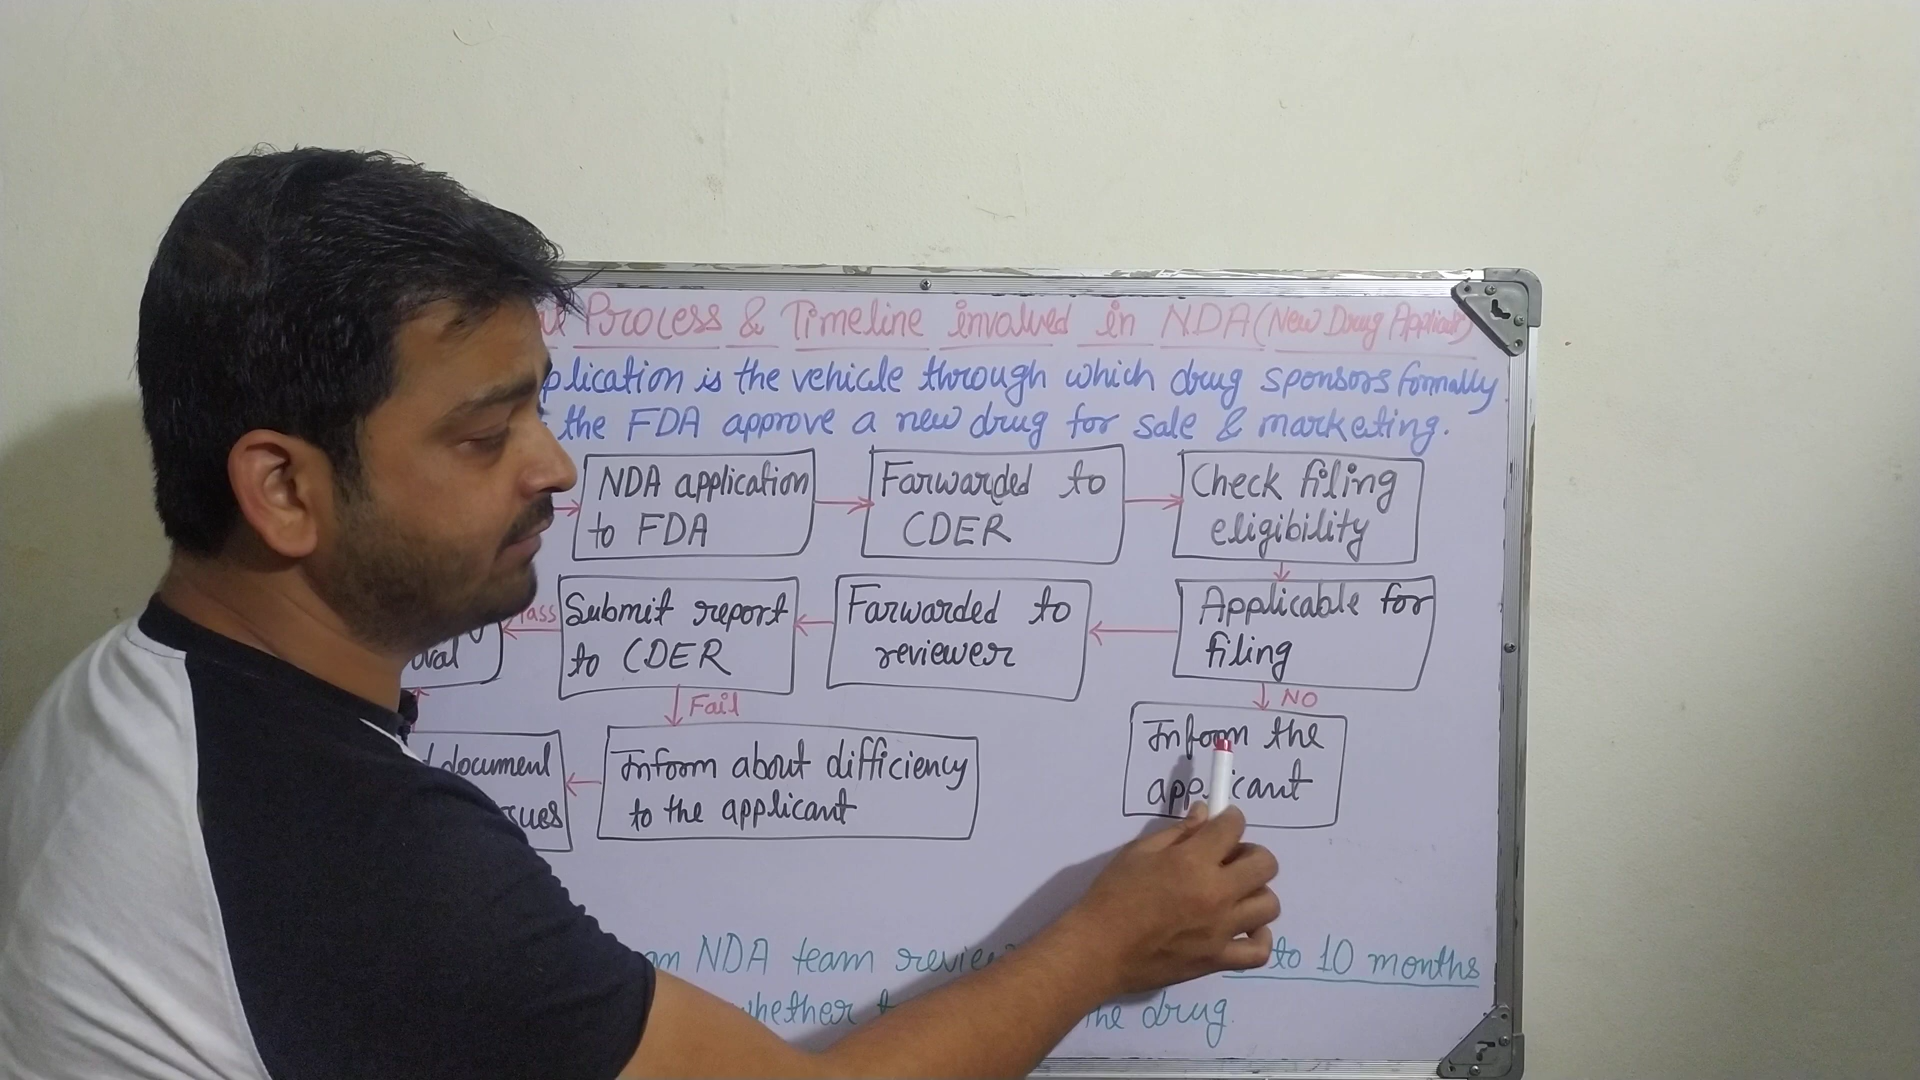 Process & Timeline involved in NDA (New Drug Applicat)
plication is the vehicle through which drug sponsors formally
the FDA approve a new drug for sale & marketing.
NDA application
to FDA
Farwarded to
CDER
Check filing
eligibility
Applicable for
filing
Farwarded to
reviewer
Submit report
to CDER
Pass
oval
NO
Inform the
applicant
Fail
Inform about difficiency
to the applicant
document
sues
NDA team to 10 months
whether the drug.